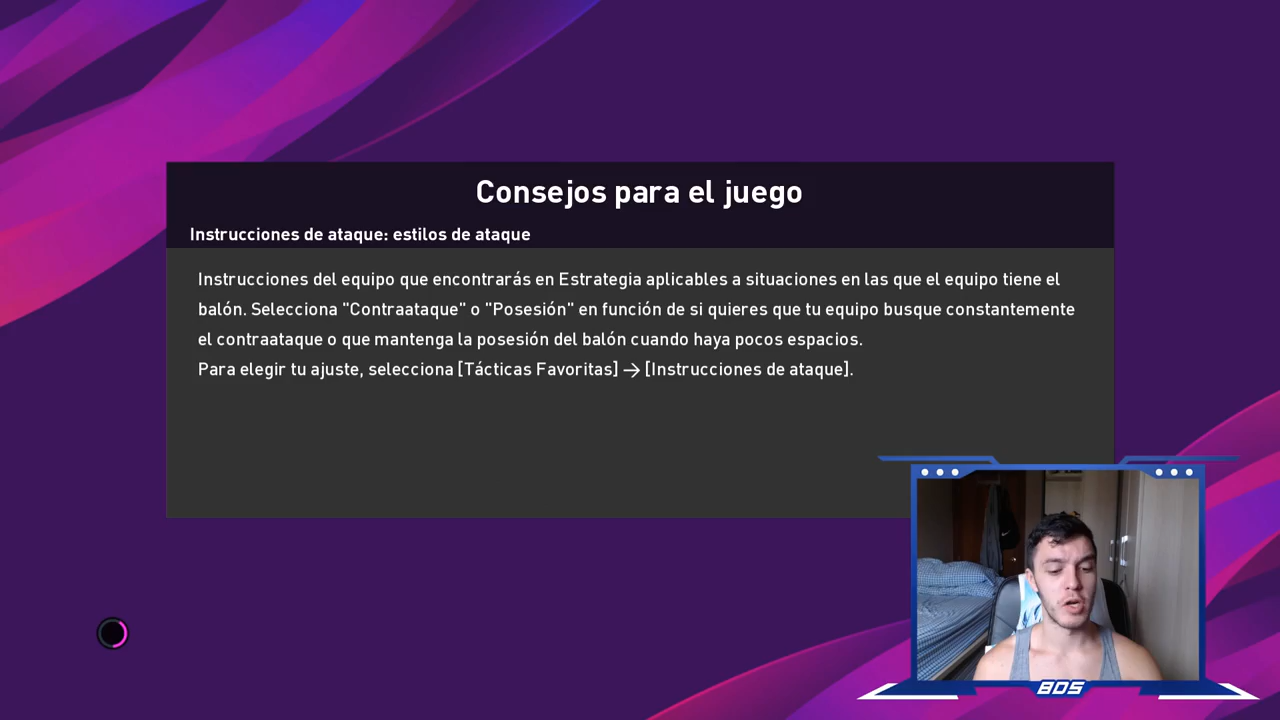 Consejos para el juego
Instrucciones de ataque: estilos de ataque
Instrucciones del equipo que encontrarás en Estrategia aplicables a situaciones en las que el equipo tiene el
balón. Selecciona "Contraataque" o "Posesión" en función de si quieres que tu equipo busque constantemente
el contraataque o que mantenga la posesión del balón cuando haya pocos espacios.
Para elegir tu ajuste, selecciona [Tácticas Favoritas] → [Instrucciones de ataque].
BDS